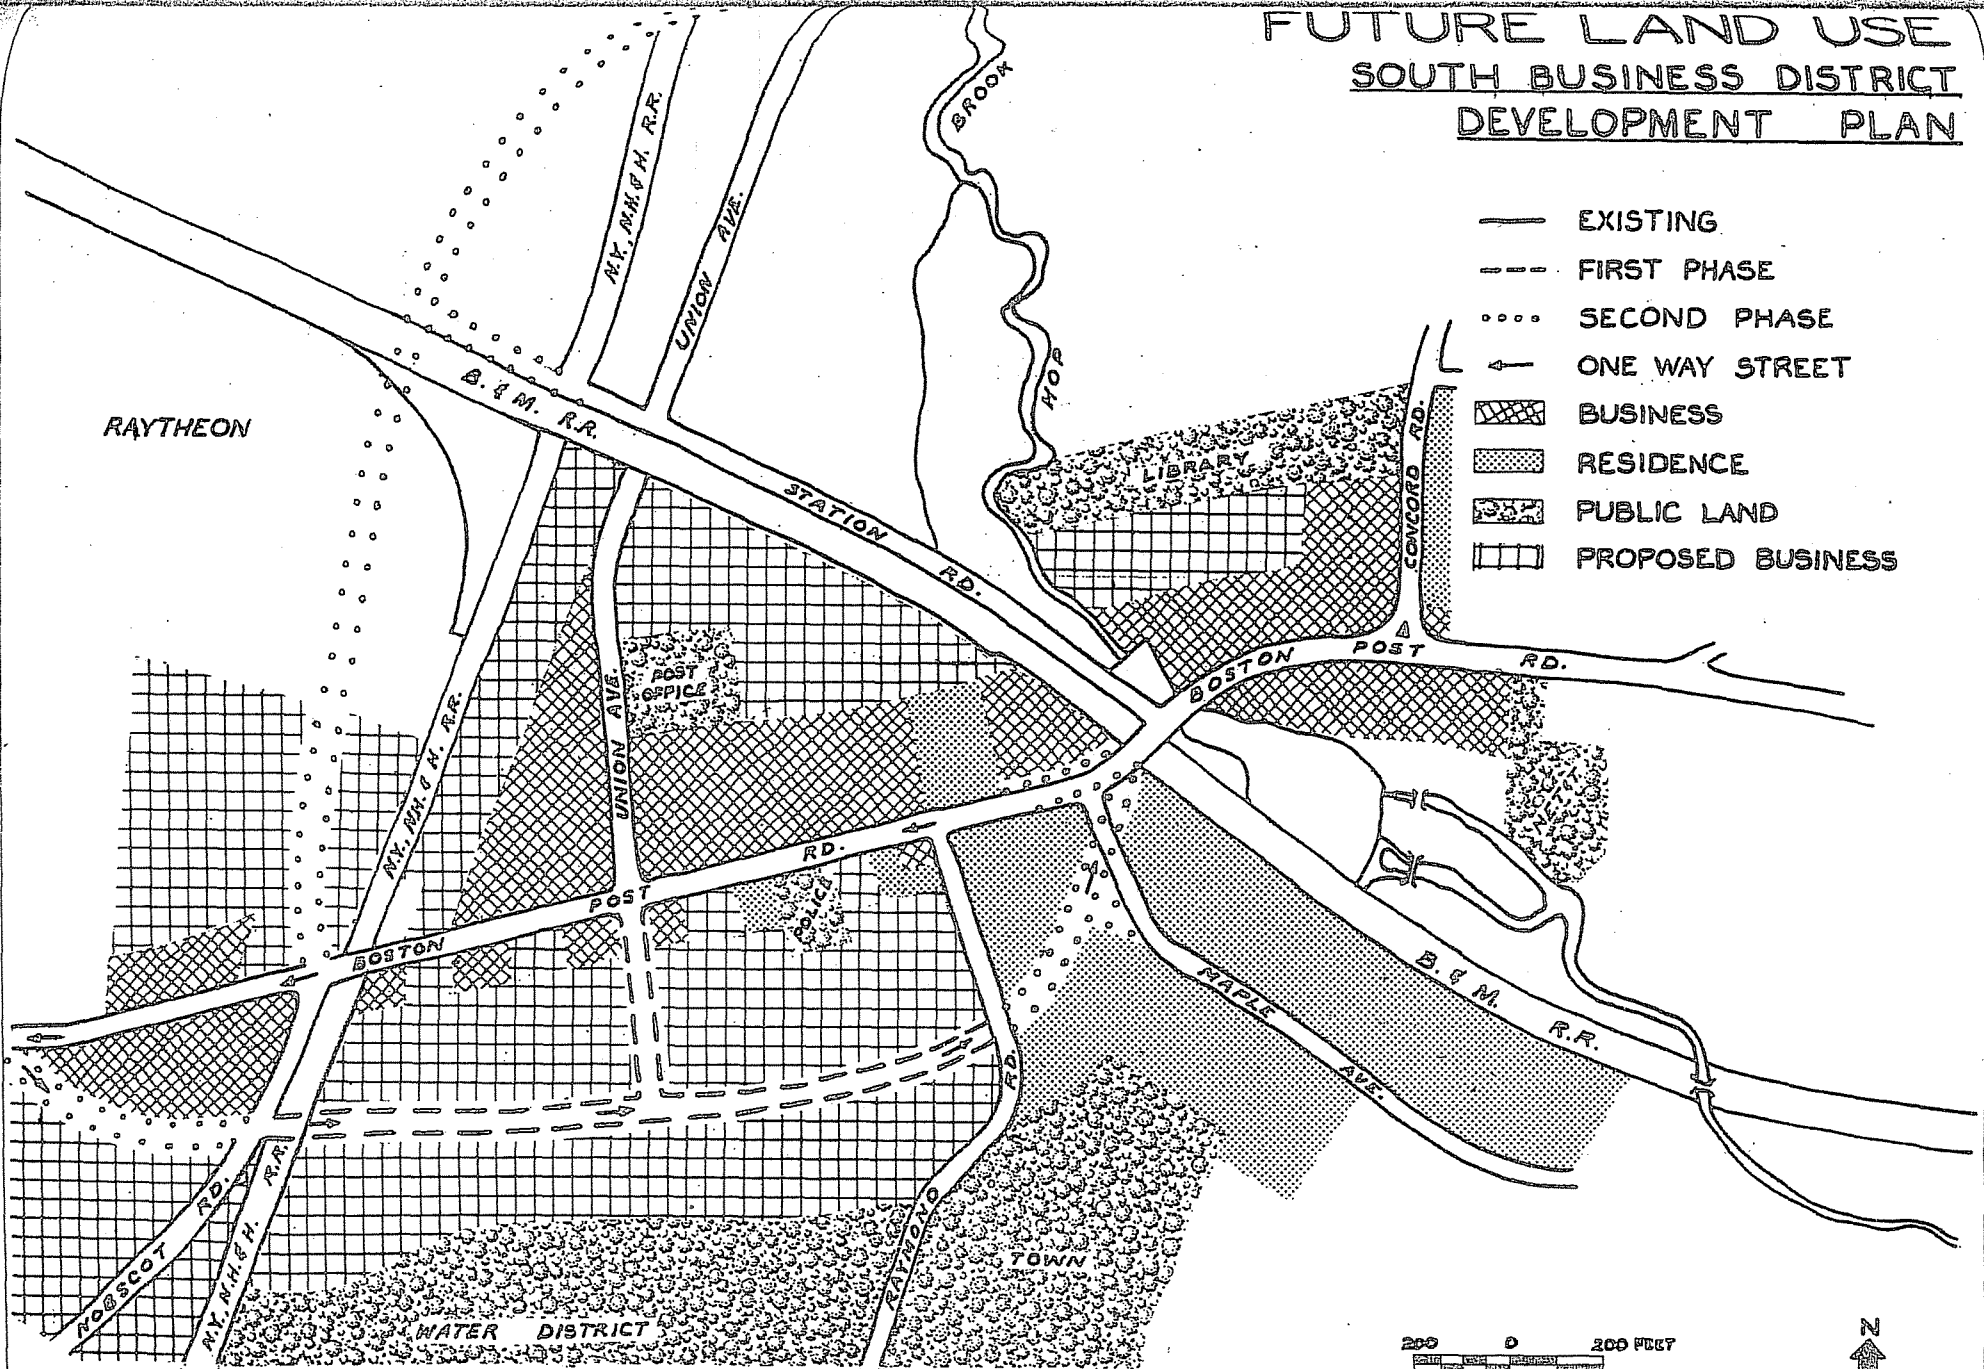 FUTURE LAND USE
SOUTH BUSINESS DISTRICT
DEVELOPMENT PLAN
EXISTING
FIRST PHASE
SECOND PHASE
ONE WAY STREET
BUSINESS
RESIDENCE
PUBLIC LAND
PROPOSED BUSINESS
BROOK
N.Y., N.H. & H. R.R.
UNION AVE.
HOP
B. & M. R.R.
RAYTHEON
STATION RD.
LIBRARY
CONCORD RD.
BOSTON POST RD.
POST
OFFICE
UNION AVE.
N.Y., N.H. & H. R.R.
BOSTON POST RD.
POLICE
MAPLE AVE.
B. & M. R.R.
RAYMOND RD.
NOBSCOT RD.
N.Y., N.H. & H. R.R.
TOWN
WATER DISTRICT
200 0 200 FEET
N